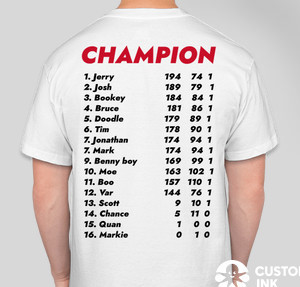 CHAMPION
1. Jerry 194 74 1
2. Josh 189 79 1
3. Bookey 184 84 1
4. Bruce 181 86 1
5. Doodle 179 89 1
6. Tim 178 90 1
7. Jonathan 174 94 1
7. Mark 174 94 1
9. Benny boy 169 99 1
10. Moe 163 102 1
11. Boo 157 110 1
12. Var 144 76 1
13. Scott 9 10 1
14. Chance 5 11 0
15. Quan 1 0 0
16. Markie 0 1 0
CUSTO
INK